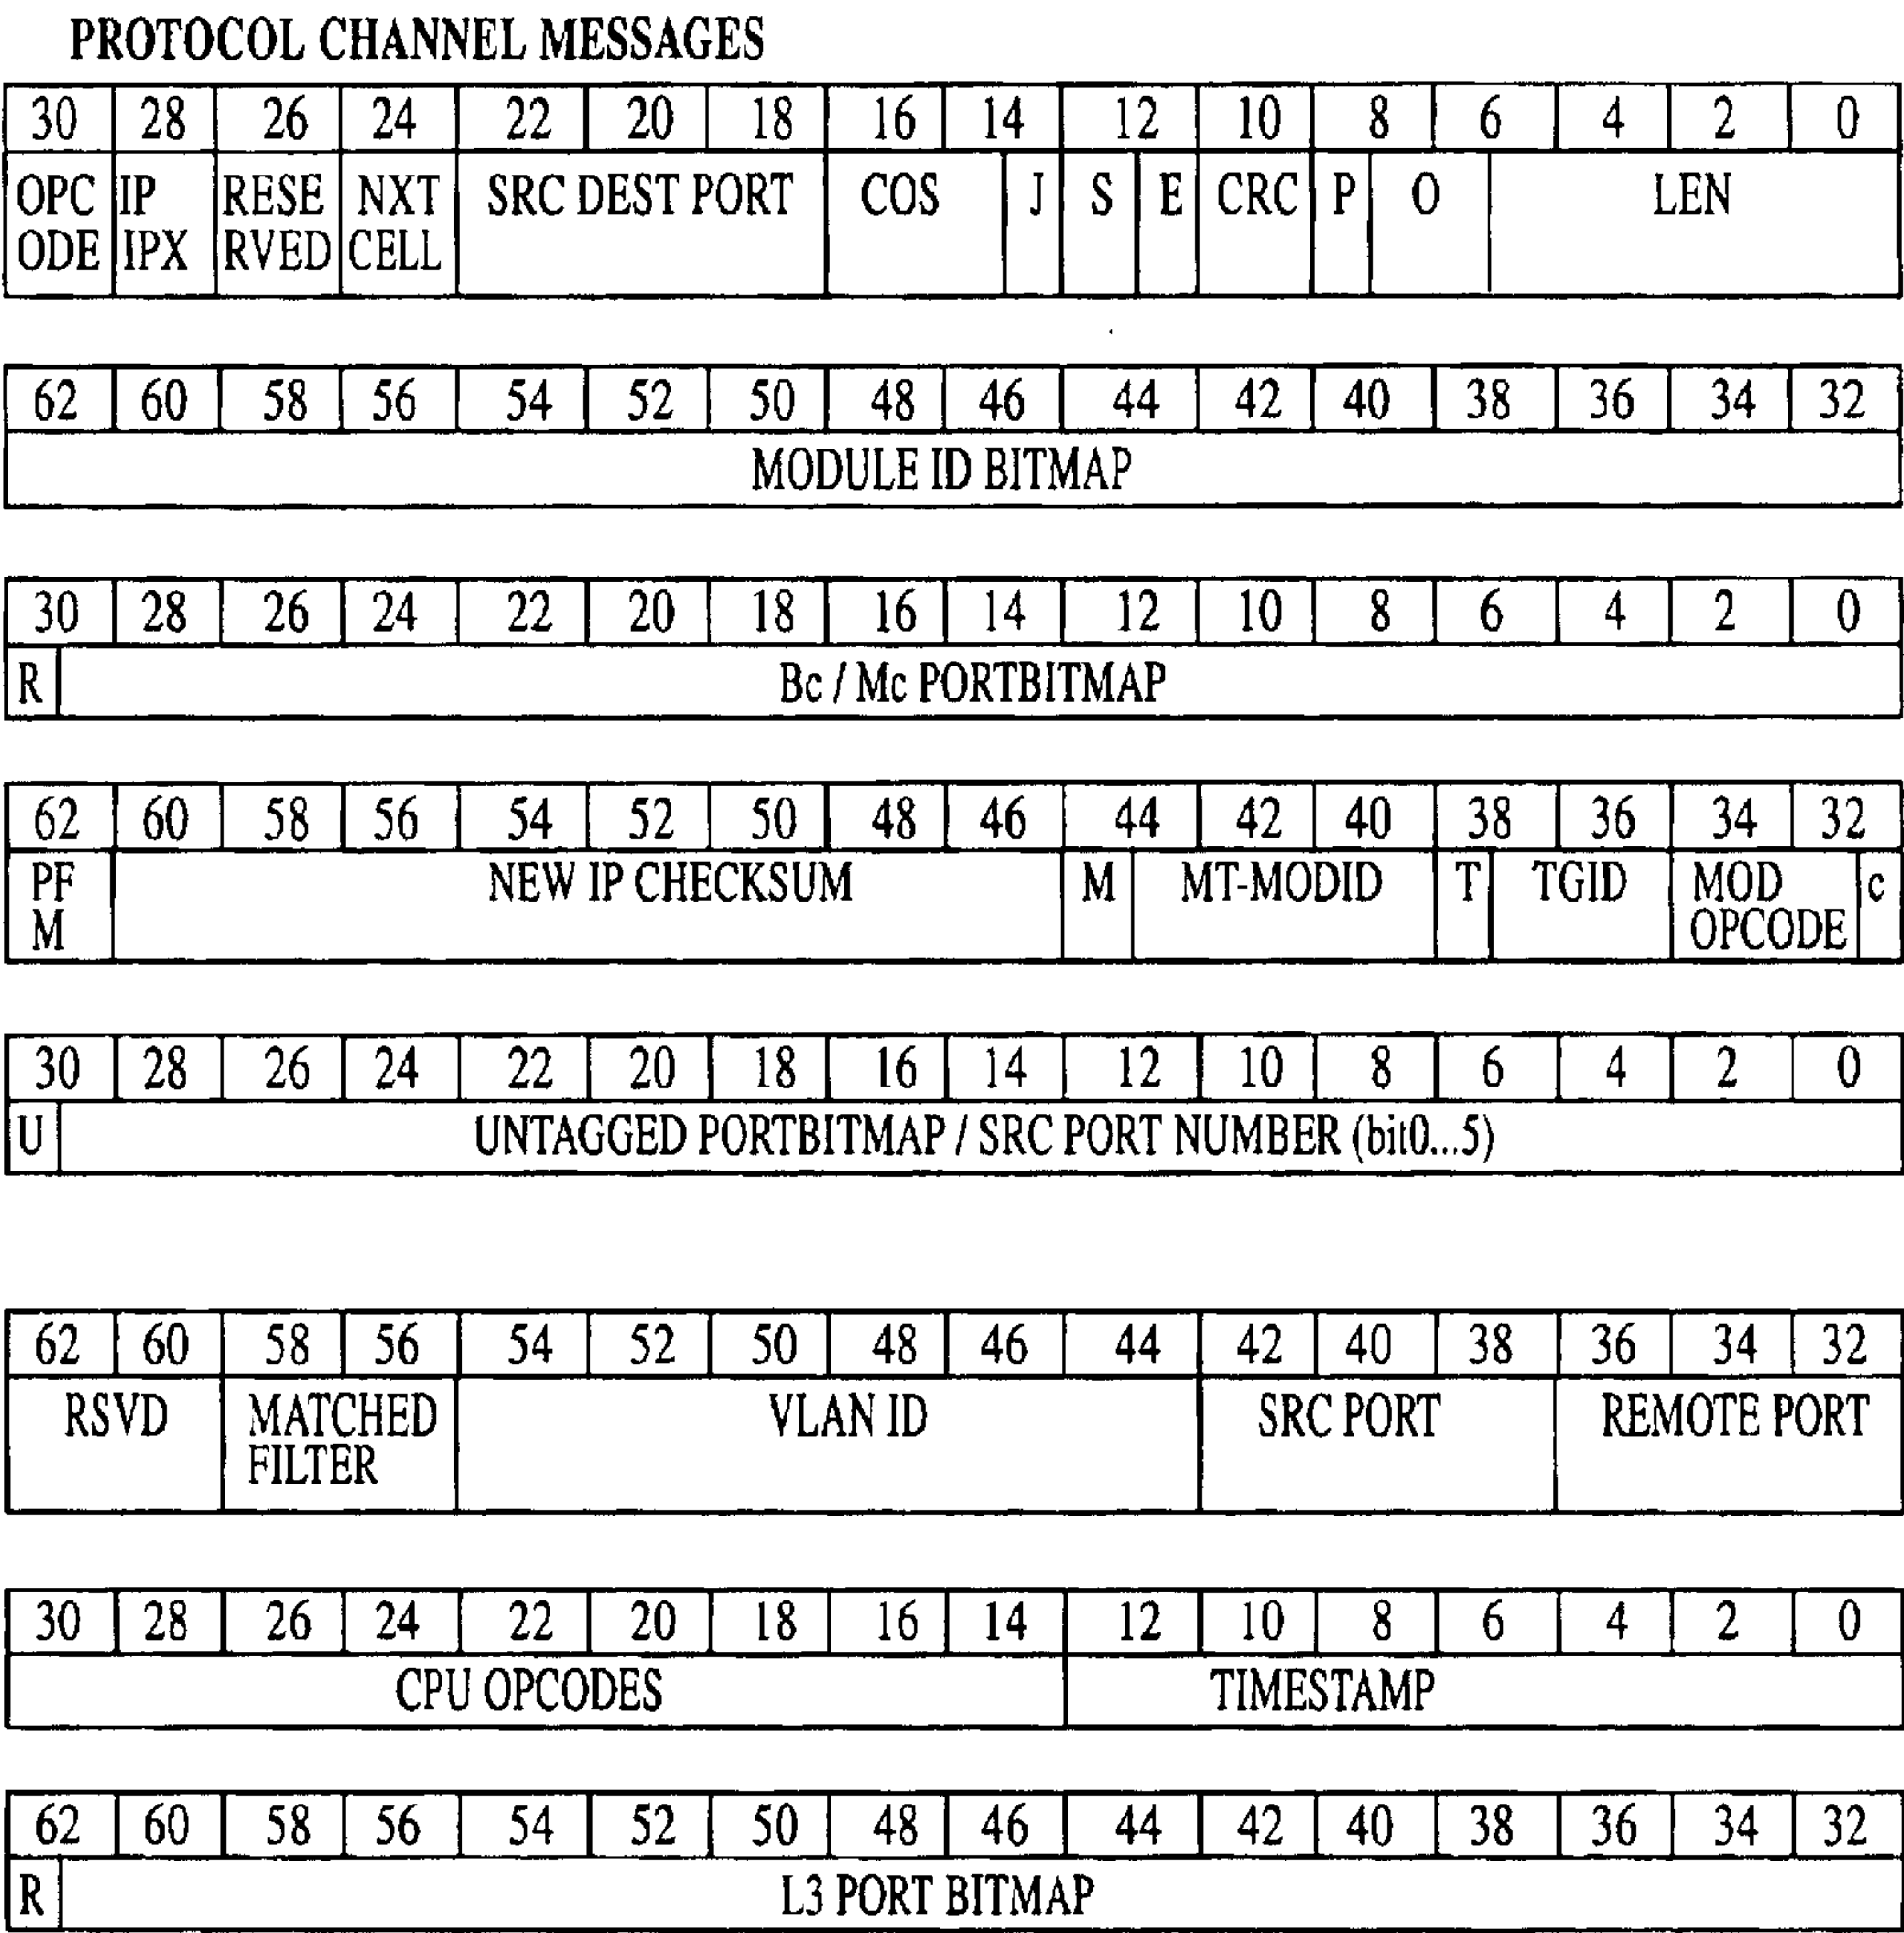 PROTOCOL CHANNEL MESSAGES
30 28 26 24 22 20 18 16 14 12 10 8 6 4 2 0
OPC IP RESE NXT SRC DEST PORT COS J S E CRC P O LEN
ODE IPX RVED CELL
62 60 58 56 54 52 50 48 46 44 42 40 38 36 34 32
MODULE ID BITMAP
30 28 26 24 22 20 18 16 14 12 10 8 6 4 2 0
R Bc / Mc PORTBITMAP
62 60 58 56 54 52 50 48 46 44 42 40 38 36 34 32
PF NEW IP CHECKSUM M MT-MODID T TGID MOD c
M OPCODE
30 28 26 24 22 20 18 16 14 12 10 8 6 4 2 0
U UNTAGGED PORTBITMAP / SRC PORT NUMBER (bit0...5)
62 60 58 56 54 52 50 48 46 44 42 40 38 36 34 32
RSVD MATCHED VLAN ID SRC PORT REMOTE PORT
FILTER
30 28 26 24 22 20 18 16 14 12 10 8 6 4 2 0
CPU OPCODES TIMESTAMP
62 60 58 56 54 52 50 48 46 44 42 40 38 36 34 32
R L3 PORT BITMAP